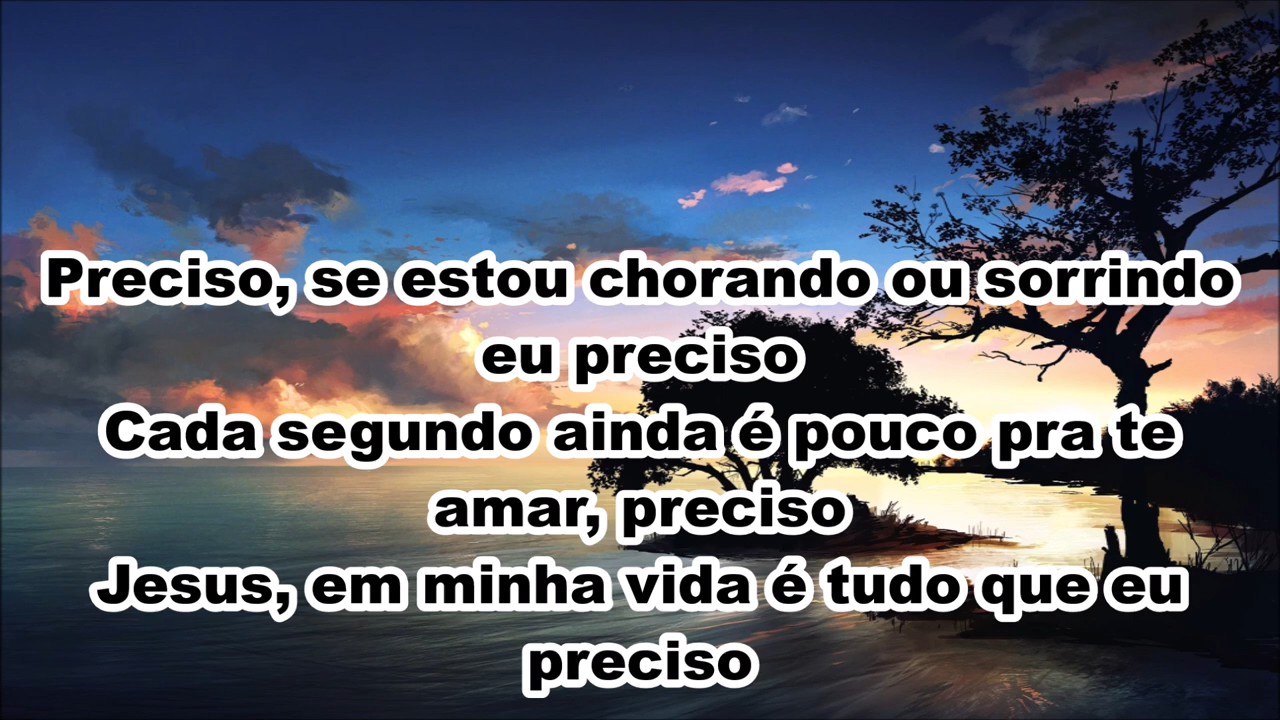 Preciso, se estou chorando ou sorrindo
eu preciso
Cada segundo ainda é pouco pra te
amar, preciso
Jesus, em minha vida é tudo que eu
preciso